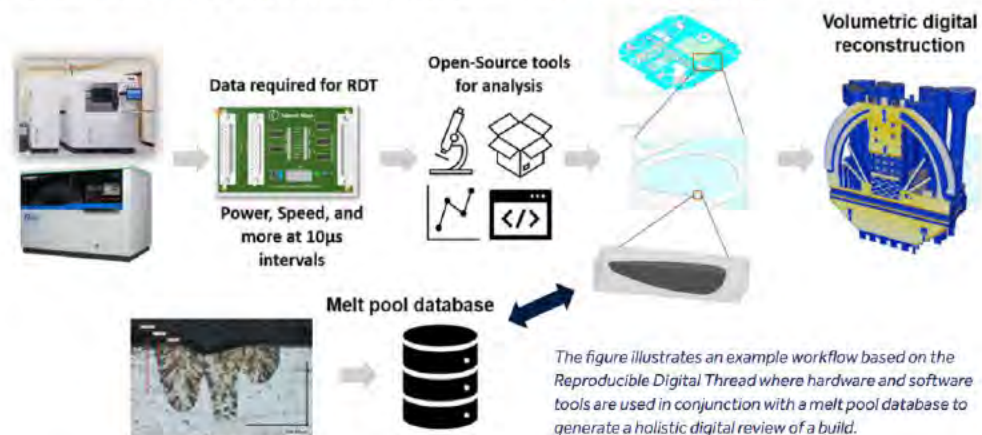 Volumetric digital
reconstruction
Data required for RDT
Open-Source tools
for analysis
</>
Power, Speed, and
more at 10µs
intervals
Melt pool database
The figure illustrates an example workflow based on the
Reproducible Digital Thread where hardware and software
tools are used in conjunction with a melt pool database to
generate a holistic digital review of a build.